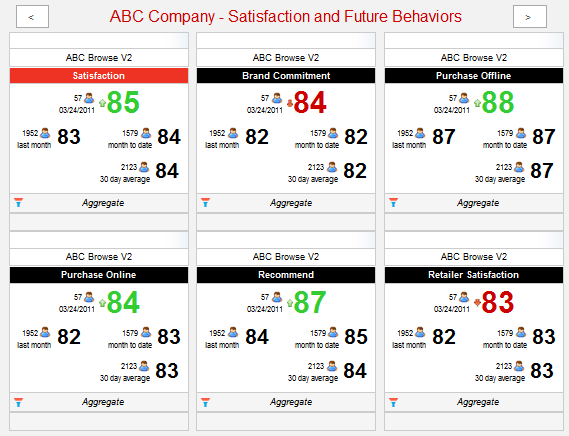 < ABC Company - Satisfaction and Future Behaviors >
ABC Browse V2
Satisfaction
57 85
03/24/2011
1952 83 1579 84
last month month to date
2123 84
30 day average
Aggregate
ABC Browse V2
Brand Commitment
57 84
03/24/2011
1952 82 1579 82
last month month to date
2123 82
30 day average
Aggregate
ABC Browse V2
Purchase Offline
57 88
03/24/2011
1952 87 1579 87
last month month to date
2123 87
30 day average
Aggregate
ABC Browse V2
Purchase Online
57 84
03/24/2011
1952 82 1579 83
last month month to date
2123 83
30 day average
Aggregate
ABC Browse V2
Recommend
57 87
03/24/2011
1952 84 1579 85
last month month to date
2123 84
30 day average
Aggregate
ABC Browse V2
Retailer Satisfaction
57 83
03/24/2011
1952 82 1579 83
last month month to date
2123 83
30 day average
Aggregate